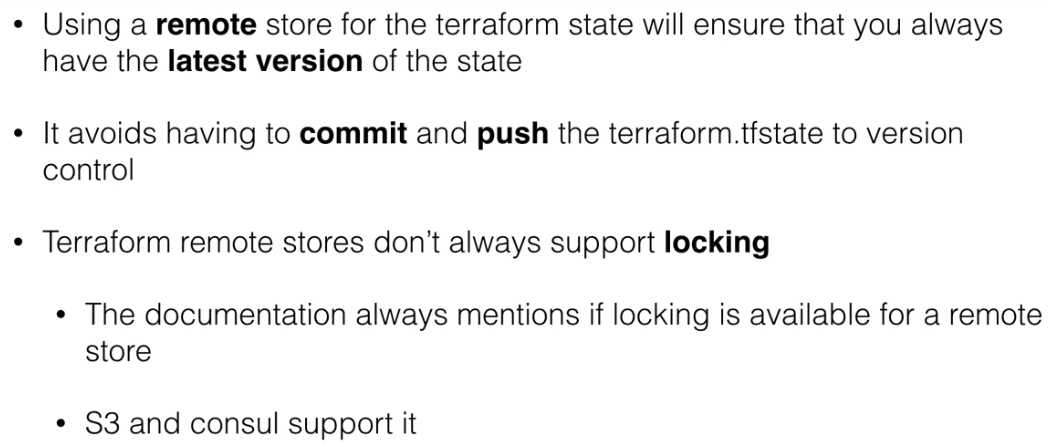 • Using a remote store for the terraform state will ensure that you always
have the latest version of the state
• It avoids having to commit and push the terraform.tfstate to version
control
• Terraform remote stores don’t always support locking
• The documentation always mentions if locking is available for a remote
store
• S3 and consul support it